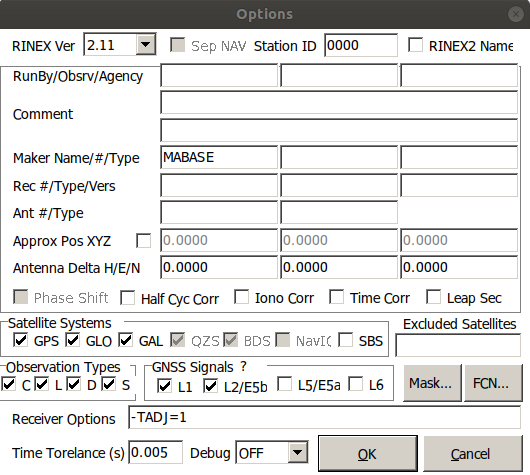 Options
RINEX Ver 2.11 Sep NAV Station ID 0000 RINEX2 Name
RunBy/Obsrv/Agency
Comment
Maker Name/#/Type MABASE
Rec #/Type/Vers
Ant #/Type
Approx Pos XYZ 0.0000 0.0000 0.0000
Antenna Delta H/E/N 0.0000 0.0000 0.0000
Phase Shift Half Cyc Corr Iono Corr Time Corr Leap Sec
Satellite Systems Excluded Satellites
GPS GLO GAL QZS BDS NavIC SBS
Observation Types GNSS Signals ?
C L D S L1 L2/E5b L5/E5a L6 Mask... FCN...
Receiver Options -TADJ=1
Time Torelance (s) 0.005 Debug OFF OK Cancel